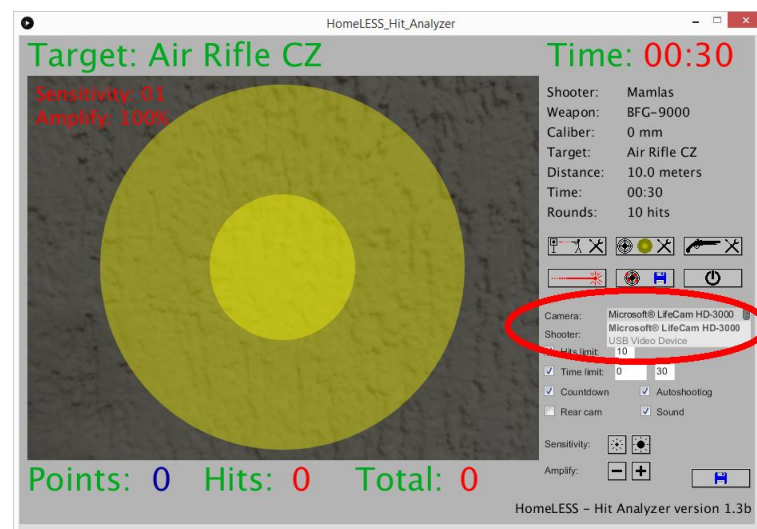 HomeLESS_Hit_Analyzer
Target: Air Rifle CZ
Time: 00:30
Sensitivity: 01
Amplify: 100%
Shooter: Mamlas
Weapon: BFG-9000
Caliber: 0 mm
Target: Air Rifle CZ
Distance: 10.0 meters
Time: 00:30
Rounds: 10 hits
Camera: Microsoft® LifeCam HD-3000
Microsoft® LifeCam HD-3000
Shooter:
USB Video Device
Hits limit: 10
Time limit: 0 30
Countdown Autoshootlog
Rear cam Sound
Sensitivity:
Amplify:
Points: 0 Hits: 0 Total: 0
HomeLESS - Hit Analyzer version 1.3b